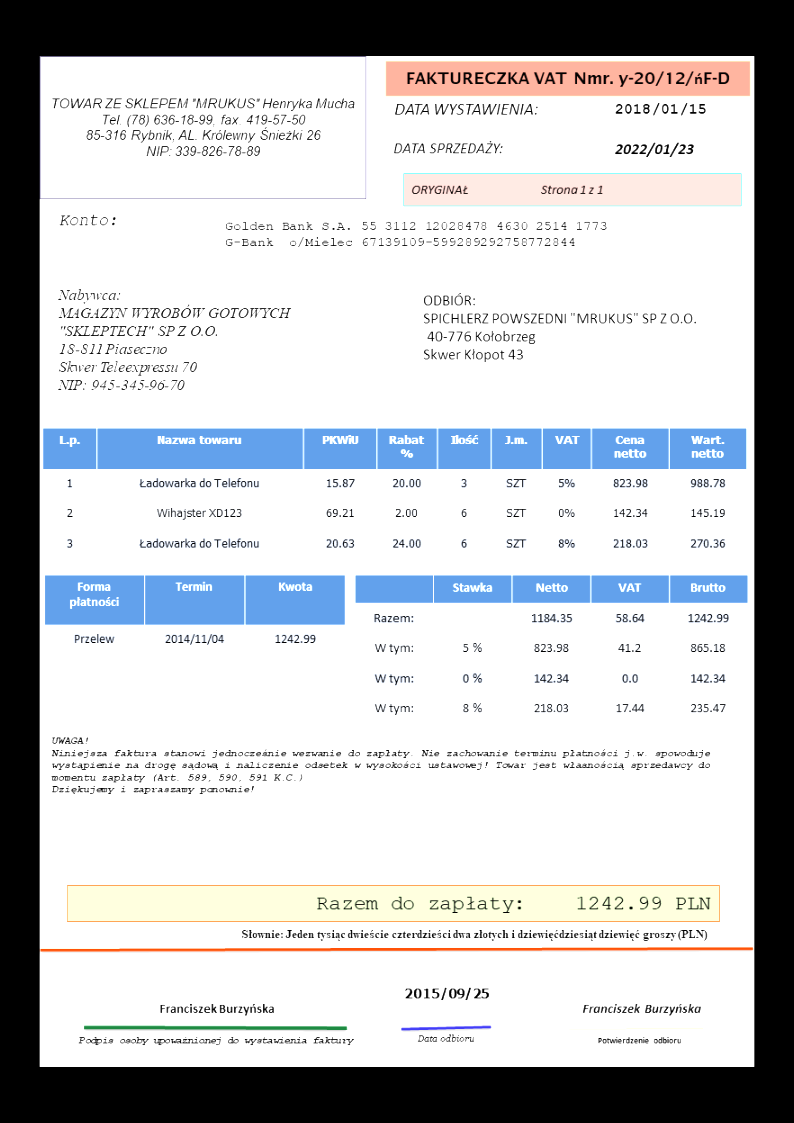 TOWAR ZE SKLEPEM "MRUKUS" Henryka Mucha
Tel. (78) 636-18-99, fax. 419-57-50
85-316 Rybnik, AL. Królewny Śnieżki 26
NIP: 339-826-78-89
FAKTURECZKA VAT Nmr. y-20/12/ńF-D
DATA WYSTAWIENIA: 2018/01/15
DATA SPRZEDAŻY: 2022/01/23
ORYGINAŁ Strona 1 z 1
Konto:
Golden Bank S.A. 55 3112 12028478 4630 2514 1773
G-Bank o/Mielec 67139109-599289292758772844
Nabywca:
MAGAZYN WYROBÓW GOTOWYCH
"SKLEPTECH" SP Z O.O.
18-811 Piaseczno
Skwer Teleexpressu 70
NIP: 945-345-96-70
ODBIÓR:
SPICHLERZ POWSZEDNI "MRUKUS" SP Z O.O.
40-776 Kołobrzeg
Skwer Kłopot 43
L.p. Nazwa towaru PKWiU Rabat % Ilość J.m. VAT Cena netto Wart. netto
1 Ładowarka do Telefonu 15.87 20.00 3 SZT 5% 823.98 988.78
2 Wihajster XD123 69.21 2.00 6 SZT 0% 142.34 145.19
3 Ładowarka do Telefonu 20.63 24.00 6 SZT 8% 218.03 270.36
Forma płatności Termin Kwota
Przelew 2014/11/04 1242.99
Stawka Netto VAT Brutto
Razem: 1184.35 58.64 1242.99
W tym: 5 % 823.98 41.2 865.18
W tym: 0 % 142.34 0.0 142.34
W tym: 8 % 218.03 17.44 235.47
UWAGA!
Niniejsza faktura stanowi jednocześnie wezwanie do zapłaty. Nie zachowanie terminu płatności j.w. spowoduje
wystąpienie na drogę sądową i naliczenie odsetek w wysokości ustawowej! Towar jest własnością sprzedawcy do
momentu zapłaty (Art. 589, 590, 591 K.C.)
Dziękujemy i zapraszamy ponownie!
Razem do zapłaty: 1242.99 PLN
Słownie: Jeden tysiąc dwieście czterdzieści dwa złotych i dziewięćdziesiąt dziewięć groszy (PLN)
2015/09/25
Franciszek Burzyńska
Franciszek Burzyńska
Podpis osoby upoważnionej do wystawienia faktury
Data odbioru
Potwierdzenie odbioru